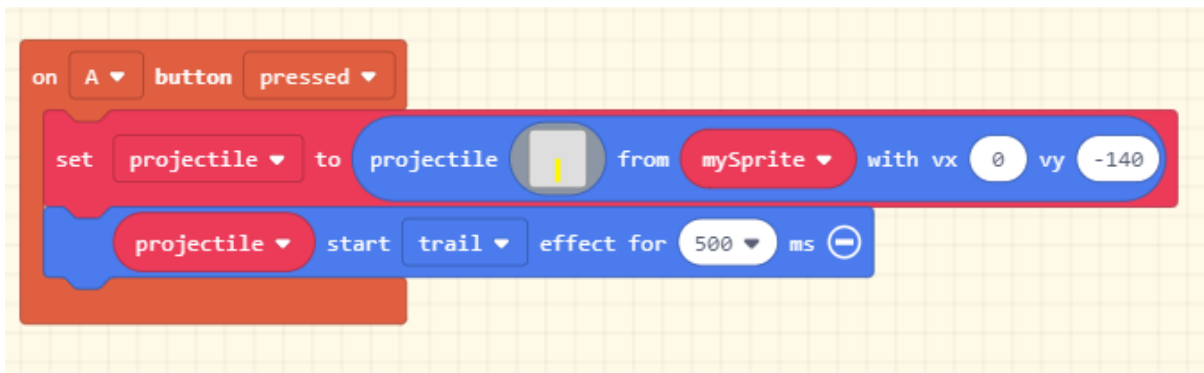 on A button pressed
set projectile to projectile from mySprite with vx 0 vy -140
projectile start trail effect for 500 ms